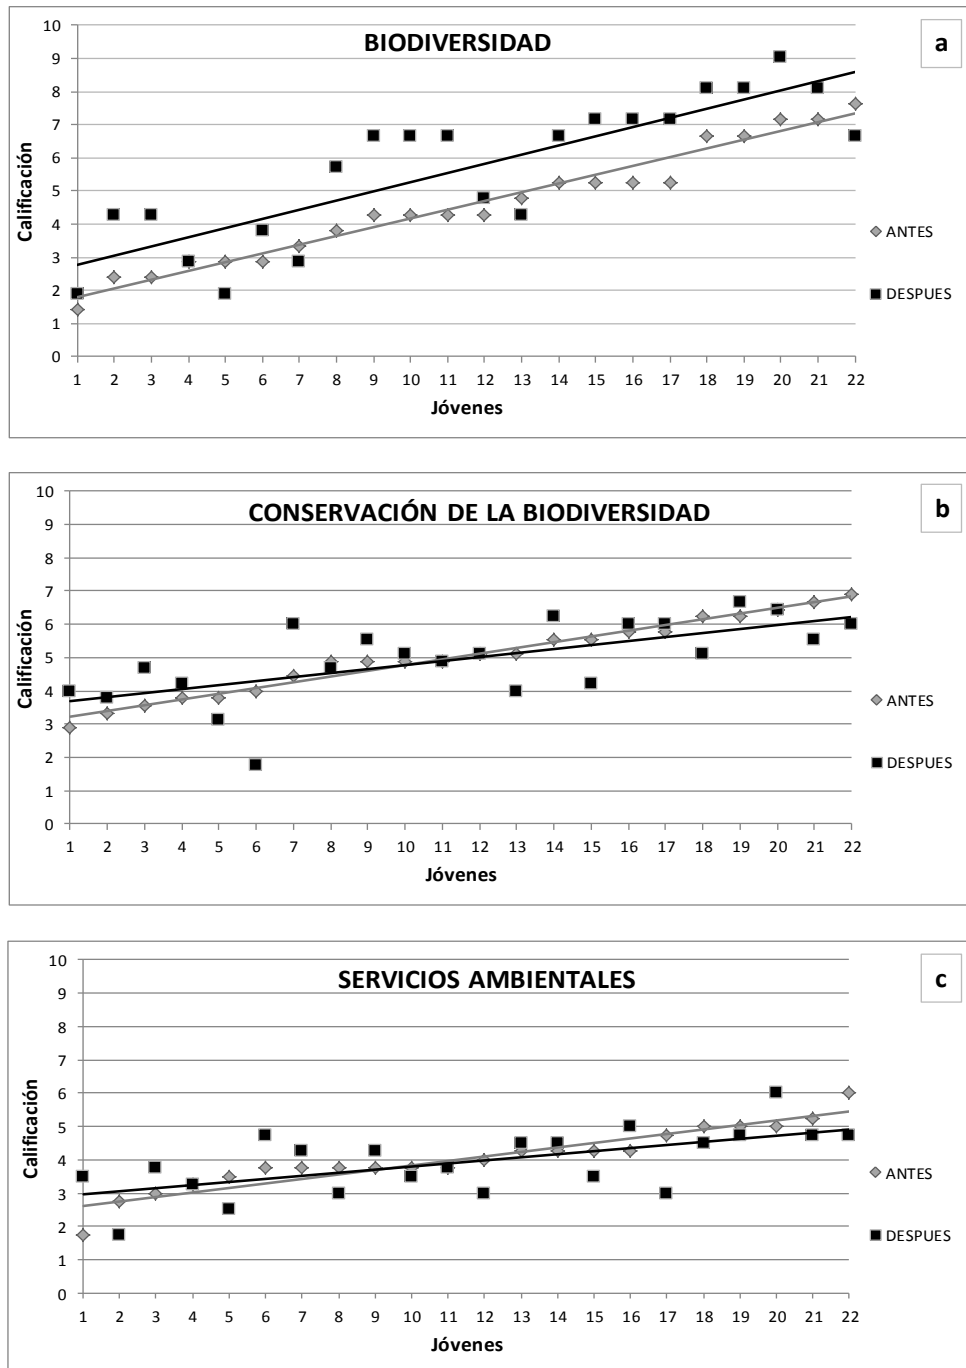 BIODIVERSIDAD
a
Calificación
10
9
8
7
6
5
4
3
2
1
0
1 2 3 4 5 6 7 8 9 10 11 12 13 14 15 16 17 18 19 20 21 22
Jóvenes
ANTES
DESPUES
CONSERVACIÓN DE LA BIODIVERSIDAD
b
Calificación
10
9
8
7
6
5
4
3
2
1
0
1 2 3 4 5 6 7 8 9 10 11 12 13 14 15 16 17 18 19 20 21 22
Jóvenes
ANTES
DESPUES
SERVICIOS AMBIENTALES
c
Calificación
10
9
8
7
6
5
4
3
2
1
0
1 2 3 4 5 6 7 8 9 10 11 12 13 14 15 16 17 18 19 20 21 22
Jóvenes
ANTES
DESPUES